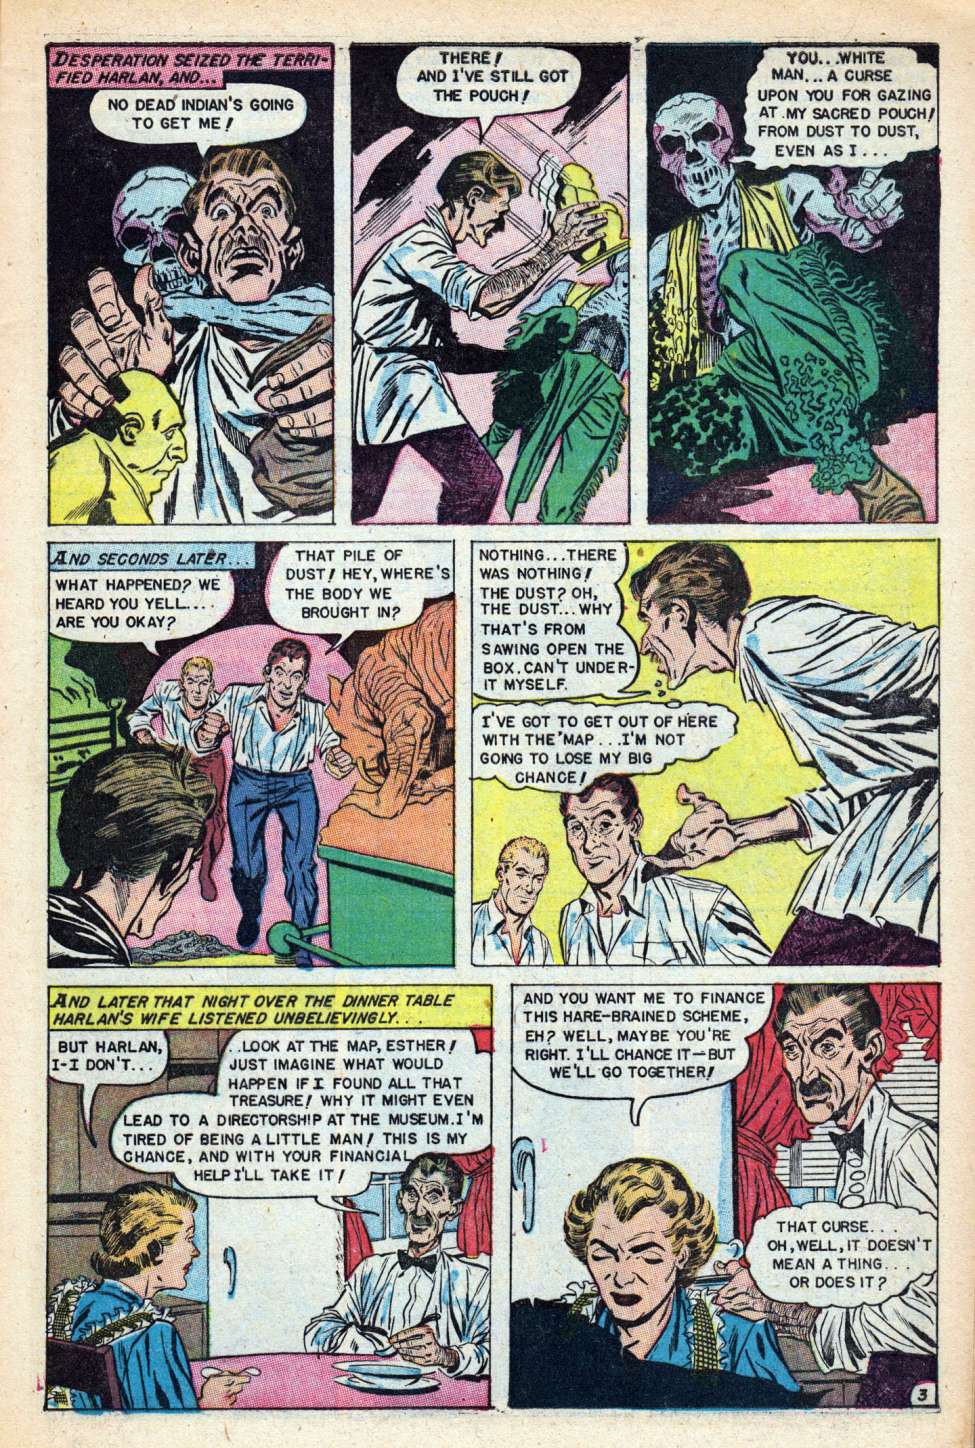 DESPERATION SEIZED THE TERRI-
FIED HARLAN, AND...
NO DEAD INDIAN'S GOING
TO GET ME!
THERE!
AND I'VE STILL GOT
THE POUCH!
YOU...WHITE
MAN...A CURSE
UPON YOU FOR GAZING
AT MY SACRED POUCH!
FROM DUST TO DUST,
EVEN AS I...
AND SECONDS LATER...
WHAT HAPPENED? WE
HEARD YOU YELL....
ARE YOU OKAY?
THAT PILE OF
DUST! HEY, WHERE'S
THE BODY WE
BROUGHT IN?
NOTHING...THERE
WAS NOTHING!
THE DUST? OH,
THE DUST...WHY
THAT'S FROM
SAWING OPEN THE
BOX. CAN'T UNDER-
IT MYSELF.
I'VE GOT TO GET OUT OF HERE
WITH THE MAP...I'M NOT
GOING TO LOSE MY BIG
CHANCE!
AND LATER THAT NIGHT OVER THE DINNER TABLE
HARLAN'S WIFE LISTENED UNBELIEVINGLY...
BUT HARLAN,
I-I DON'T...
..LOOK AT THE MAP, ESTHER!
JUST IMAGINE WHAT WOULD
HAPPEN IF I FOUND ALL THAT
TREASURE! WHY IT MIGHT EVEN
LEAD TO A DIRECTORSHIP AT THE MUSEUM. I'M
TIRED OF BEING A LITTLE MAN! THIS IS MY
CHANCE, AND WITH YOUR FINANCIAL
HELP I'LL TAKE IT!
AND YOU WANT ME TO FINANCE
THIS HARE-BRAINED SCHEME,
EH? WELL, MAYBE YOU'RE
RIGHT. I'LL CHANCE IT—BUT
WE'LL GO TOGETHER!
THAT CURSE...
OH, WELL, IT DOESN'T
MEAN A THING...
OR DOES IT?
3